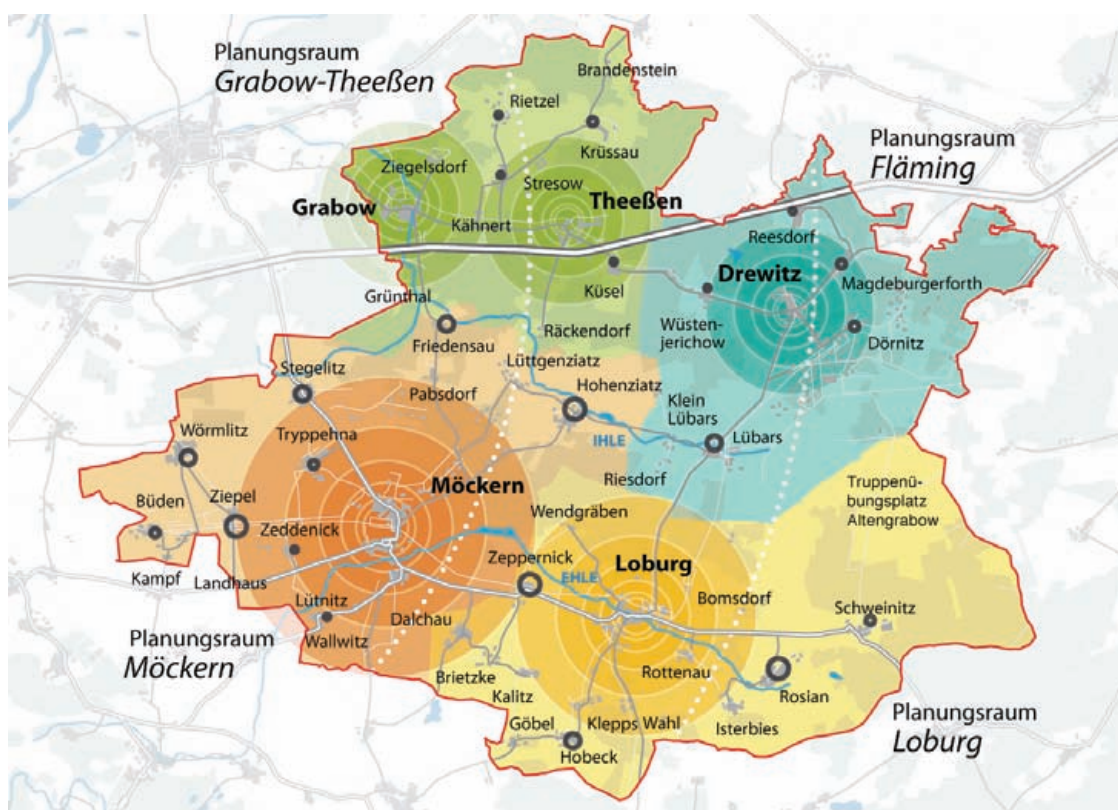 Planungsraum
Grabow-Theeßen
Brandenstein
Rietzel
Krüssau
Planungsraum
Fläming
Ziegelsdorf
Stresow
Theeßen
Grabow
Kähnert
Reesdorf
Drewitz
Magdeburgerforth
Küsel
Grünthal
Wüsten-
jerichow
Räckendorf
Dörnitz
Friedensau
Lüttgenziatz
Stegelitz
Hohenziatz
Pabsdorf
Klein
Lübars
Wörmlitz
Tryppehna
IHLE
Lübars
Riesdorf
Truppenü-
bungsplatz
Altengrabow
Möckern
Büden
Ziepel
Wendgräben
Zeddenick
Zeppernick
Loburg
Kampf
Landhaus
EHLE
Bomsdorf
Lütnitz
Schweinitz
Dalchau
Wallwitz
Planungsraum
Möckern
Rottenau
Brietzke
Rosian
Kalitz
Göbel
Klepps Wahl
Isterbies
Hobeck
Planungsraum
Loburg